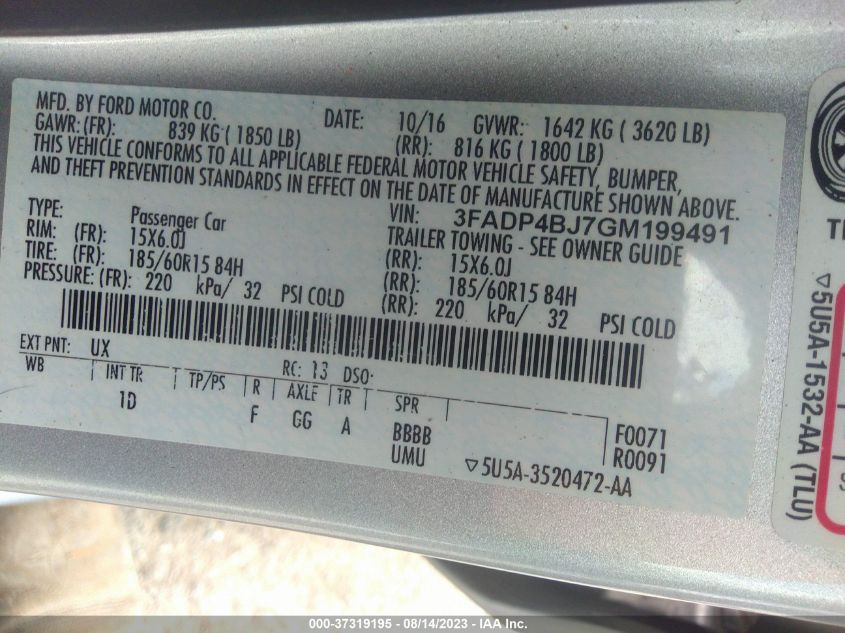 MFD. BY FORD MOTOR CO. DATE: 10/16 GVWR: 1642 KG ( 3620 LB)
GAWR: (FR): 839 KG ( 1850 LB) (RR): 816 KG ( 1800 LB)
THIS VEHICLE CONFORMS TO ALL APPLICABLE FEDERAL MOTOR VEHICLE SAFETY, BUMPER,
AND THEFT PREVENTION STANDARDS IN EFFECT ON THE DATE OF MANUFACTURE SHOWN ABOVE.
VIN: 3FADP4BJ7GM199491
TYPE: Passenger Car TRAILER TOWING - SEE OWNER GUIDE
RIM: (FR): 15X6.0J (RR): 15X6.0J
TIRE: (FR): 185/60R15 84H (RR): 185/60R15 84H
PRESSURE: (FR): 220 kPa/ 32 PSI COLD (RR): 220 kPa/ 32 PSI COLD
EXT PNT: UX RC: 13 DSO:
WB INT TR TP/PS R AXLE TR SPR
1D F GG A BBBB F0071
UMU R0091
▽5U5A-3520472-AA
▽5U5A-1532-AA (TLU)
000-37319195 - 08/14/2023 - IAA Inc.